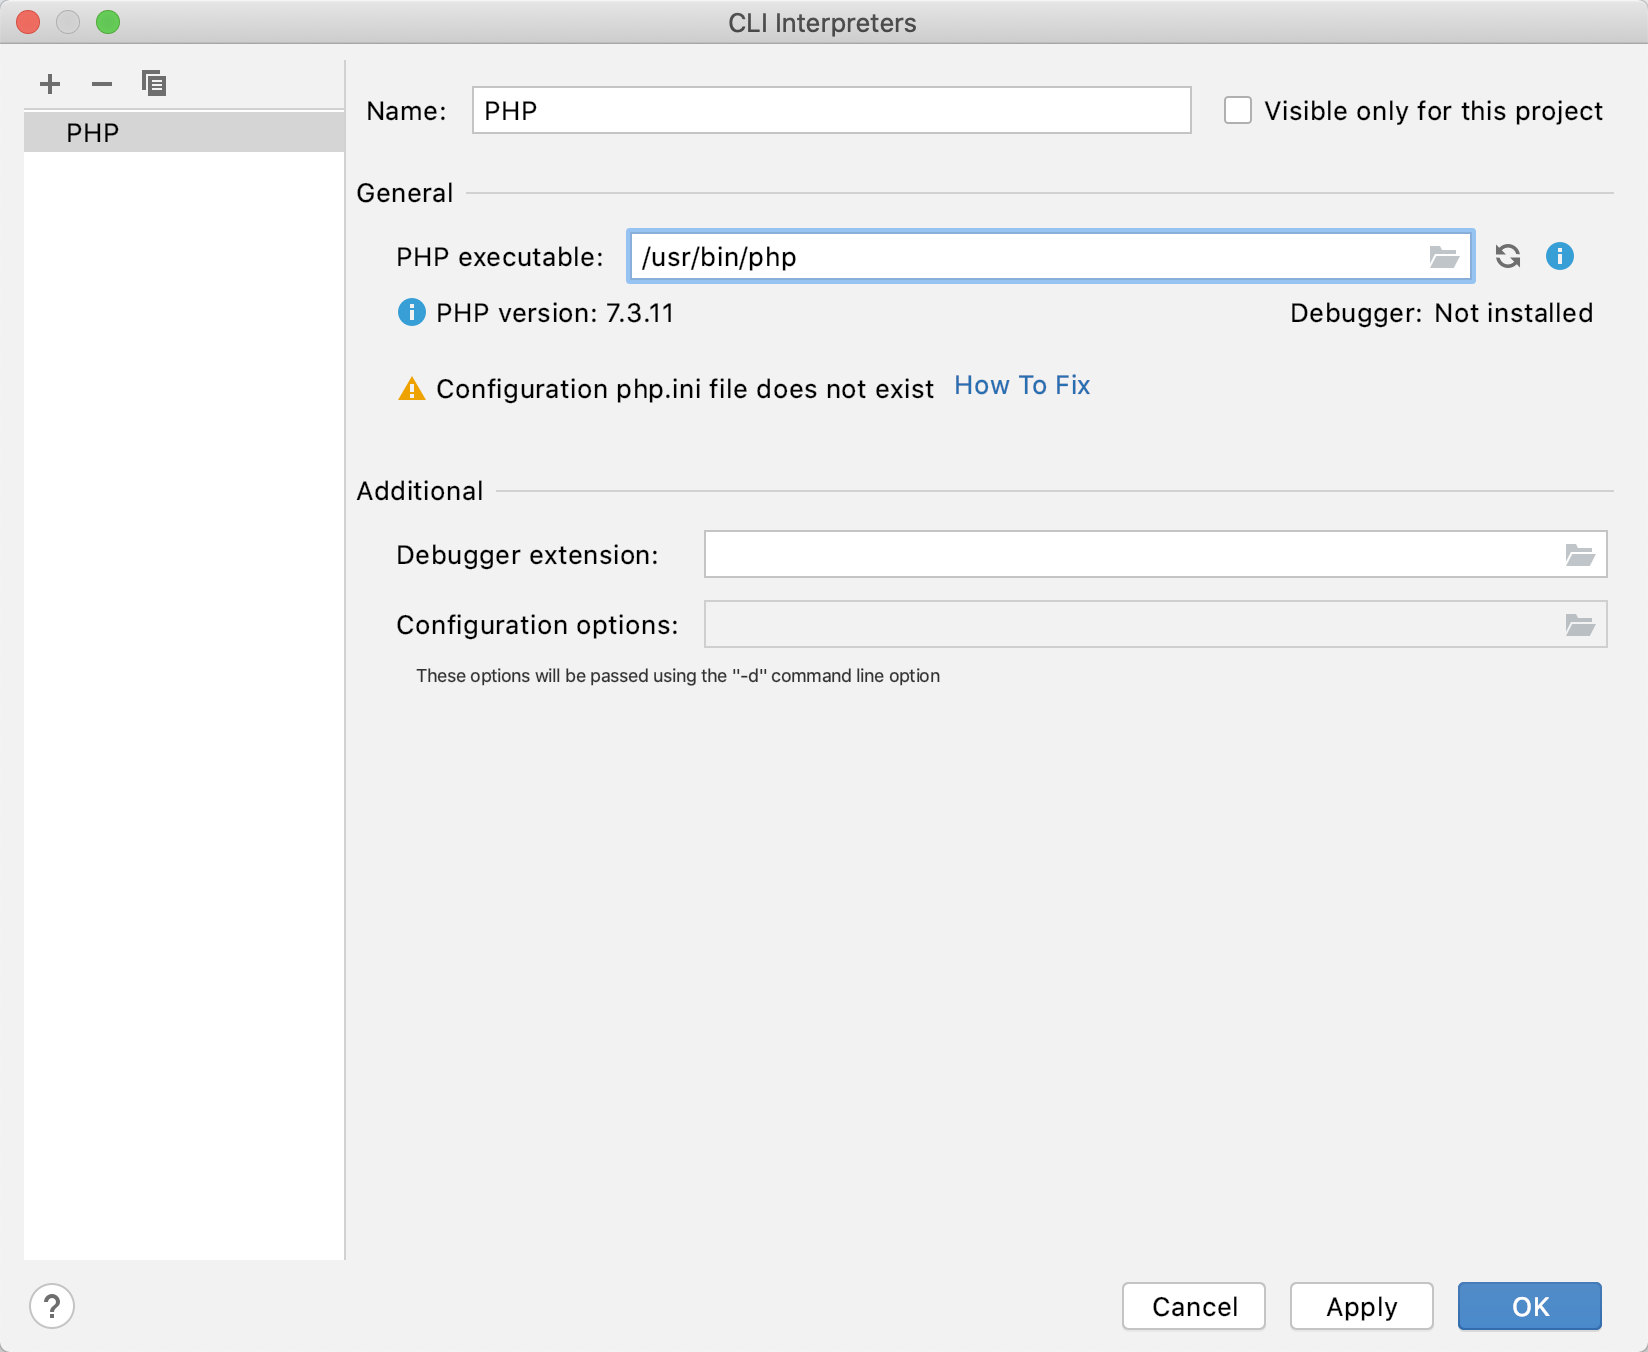 CLI Interpreters
PHP
Name: PHP Visible only for this project
General
PHP executable: /usr/bin/php
PHP version: 7.3.11 Debugger: Not installed
Configuration php.ini file does not exist How To Fix
Additional
Debugger extension:
Configuration options:
These options will be passed using the "-d" command line option
? Cancel Apply OK